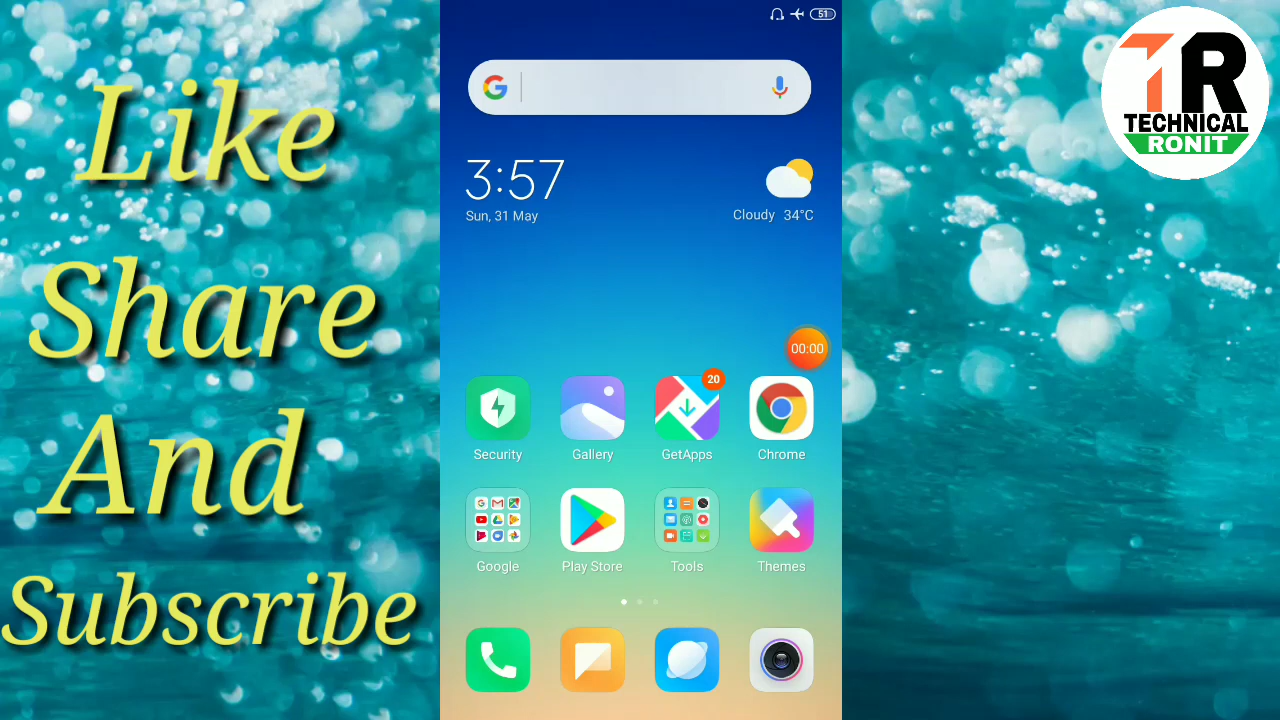 Like
Share
And
Subscribe
51
3:57
Sun, 31 May
Cloudy 34°C
00:00
20
Security
Gallery
GetApps
Chrome
Google
Play Store
Tools
Themes
TR
TECHNICAL
RONIT